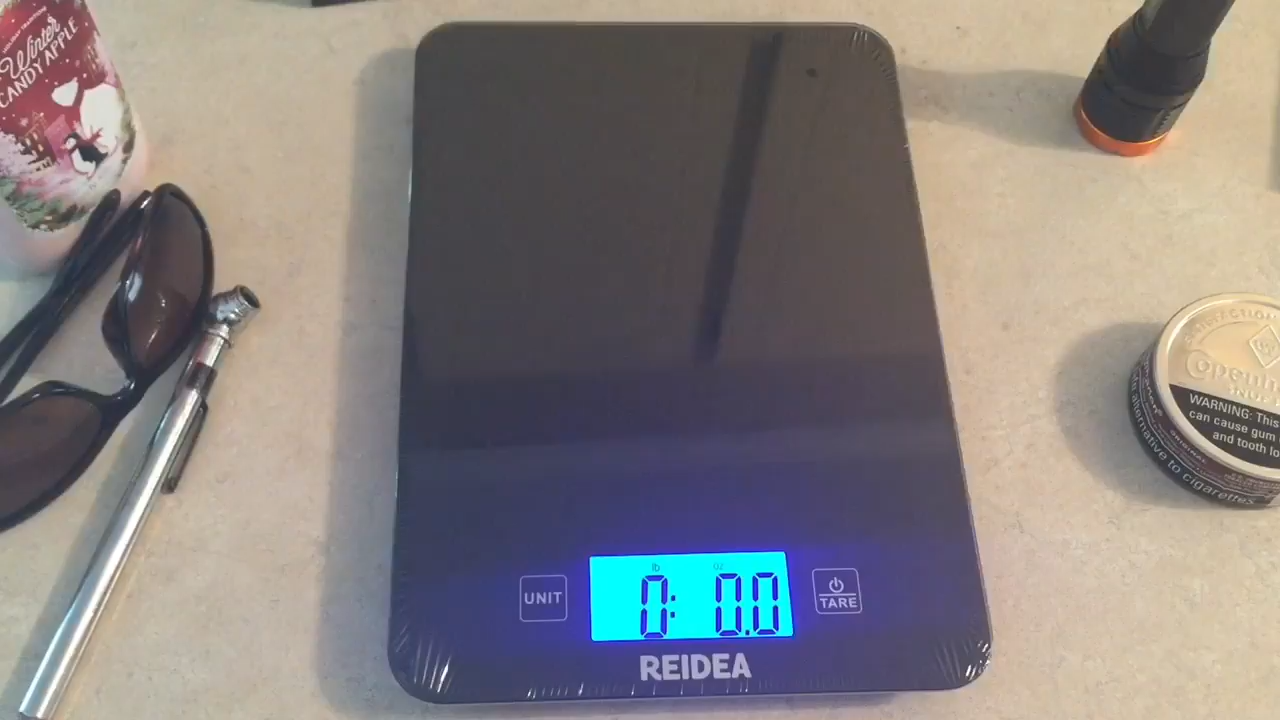 Winter
CANDY APPLE
UNIT
lb
oz
0: 0.0
TARE
REIDEA
WARNING: This
can cause gum
and tooth lo
alternative to cigarettes
ORIGINAL